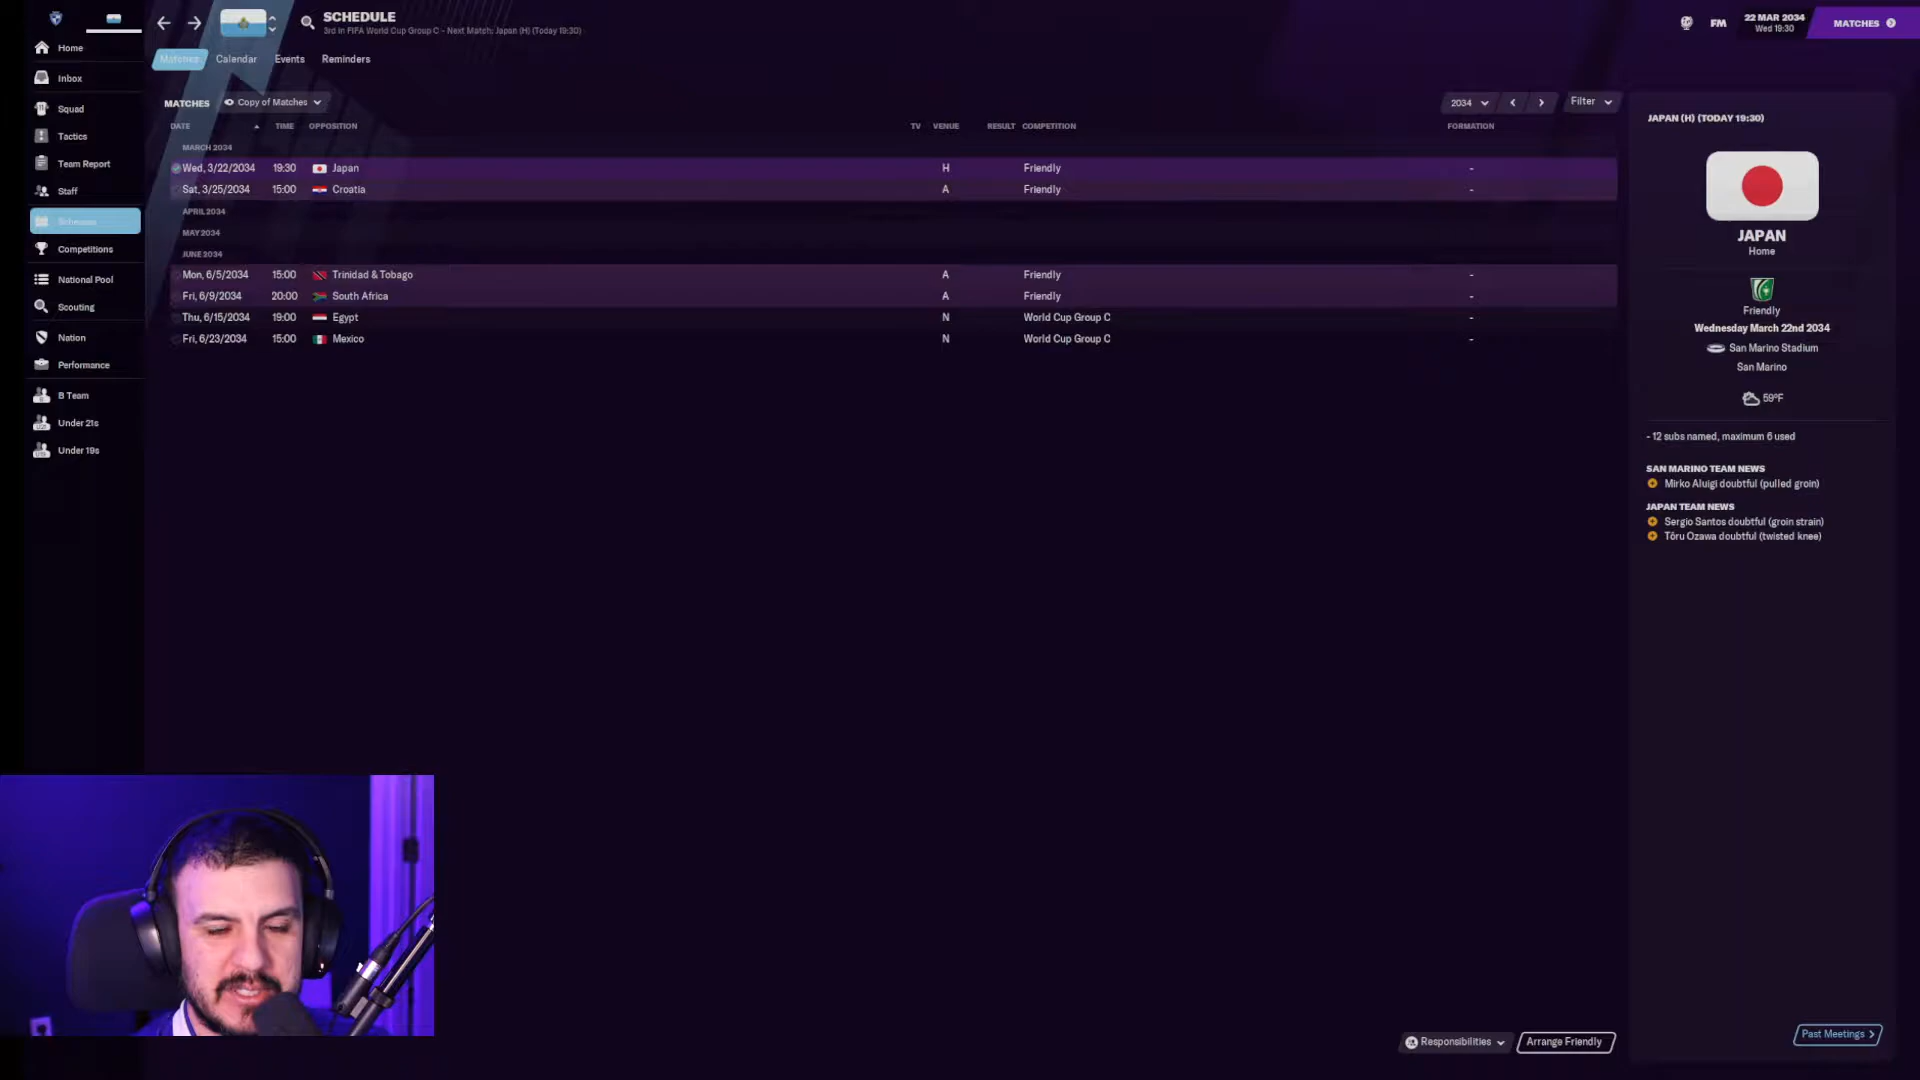 SCHEDULE
3rd in FIFA World Cup Group C - Next Match: Japan (H) (Today 19:30)
FM
22 MAR 2034
Wed 19:30
MATCHES
Home
Inbox
Squad
Tactics
Team Report
Staff
Schedule
Competitions
National Pool
Scouting
Nation
Performance
B Team
Under 21s
Under 19s
Matches Calendar Events Reminders
MATCHES Copy of Matches 2034 Filter
DATE TIME OPPOSITION TV VENUE RESULT COMPETITION FORMATION
MARCH 2034
Wed, 3/22/2034 19:30 Japan H Friendly -
Sat, 3/25/2034 15:00 Croatia A Friendly -
APRIL 2034
MAY 2034
JUNE 2034
Mon, 6/5/2034 15:00 Trinidad & Tobago A Friendly -
Fri, 6/9/2034 20:00 South Africa A Friendly -
Thu, 6/15/2034 19:00 Egypt N World Cup Group C -
Fri, 6/23/2034 15:00 Mexico N World Cup Group C -
JAPAN (H) (TODAY 19:30)
JAPAN
Home
Friendly
Wednesday March 22nd 2034
San Marino Stadium
San Marino
59°F
- 12 subs named, maximum 6 used
SAN MARINO TEAM NEWS
Mirko Aluigi doubtful (pulled groin)
JAPAN TEAM NEWS
Sergio Santos doubtful (groin strain)
Tōru Ozawa doubtful (twisted knee)
Past Meetings >
Responsibilities
Arrange Friendly